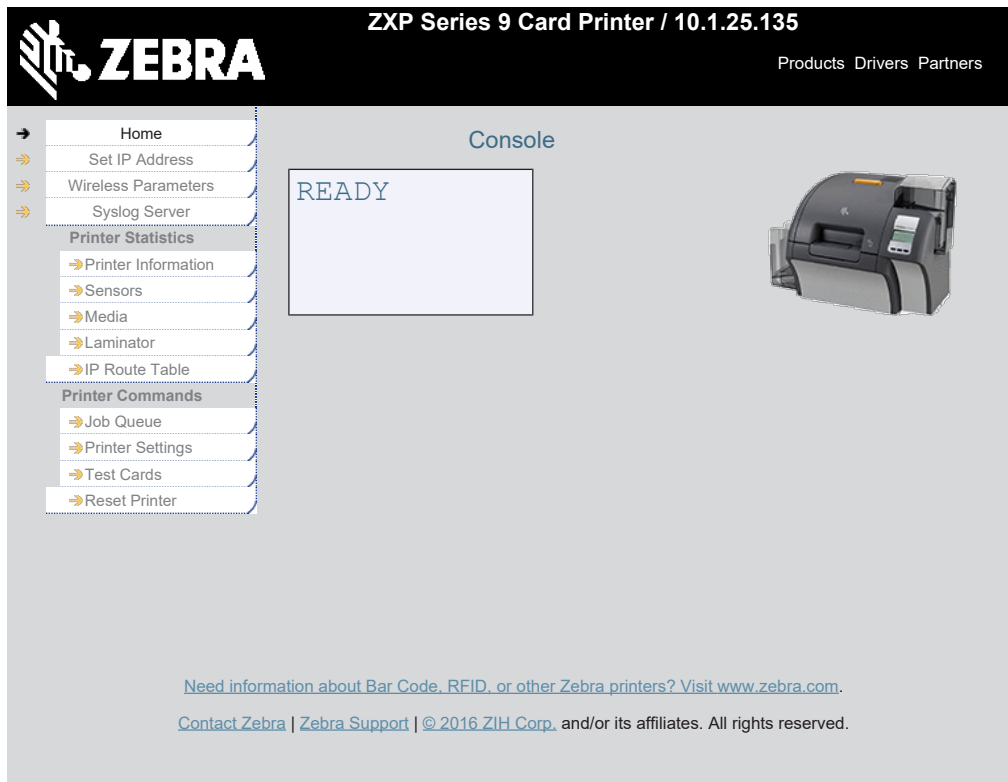 ZXP Series 9 Card Printer / 10.1.25.135
ZEBRA
Products Drivers Partners
Home
Set IP Address
Wireless Parameters
Syslog Server
Printer Statistics
Printer Information
Sensors
Media
Laminator
IP Route Table
Printer Commands
Job Queue
Printer Settings
Test Cards
Reset Printer
Console
READY
Need information about Bar Code, RFID, or other Zebra printers? Visit www.zebra.com.
Contact Zebra | Zebra Support | © 2016 ZIH Corp. and/or its affiliates. All rights reserved.